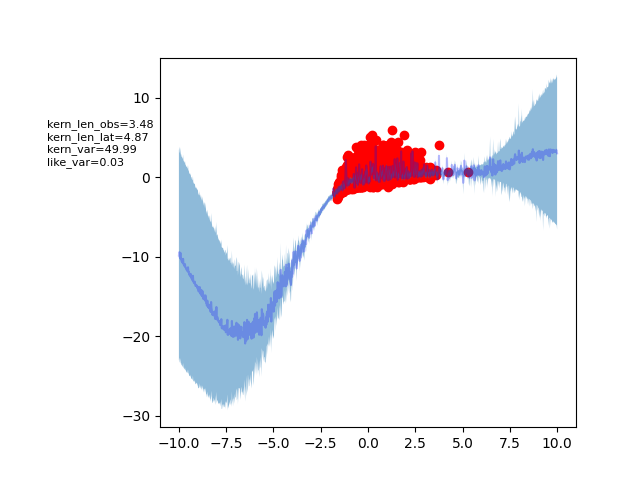 10
0
−10
−20
−30
kern_len_obs=3.48
kern_len_lat=4.87
kern_var=49.99
like_var=0.03
−10.0 −7.5 −5.0 −2.5 0.0 2.5 5.0 7.5 10.0